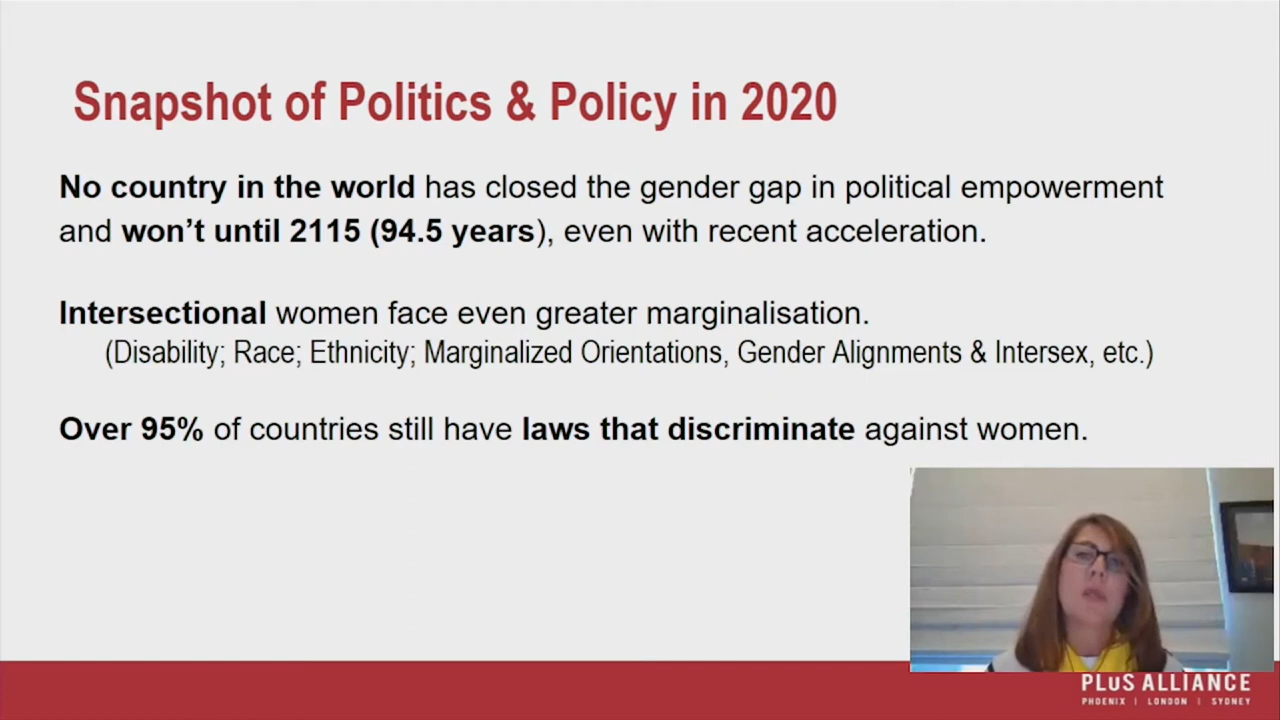 Snapshot of Politics & Policy in 2020
No country in the world has closed the gender gap in political empowerment
and won’t until 2115 (94.5 years), even with recent acceleration.
Intersectional women face even greater marginalisation.
(Disability; Race; Ethnicity; Marginalized Orientations, Gender Alignments & Intersex, etc.)
Over 95% of countries still have laws that discriminate against women.
PLuS ALLIANCE
PHOENIX | LONDON | SYDNEY